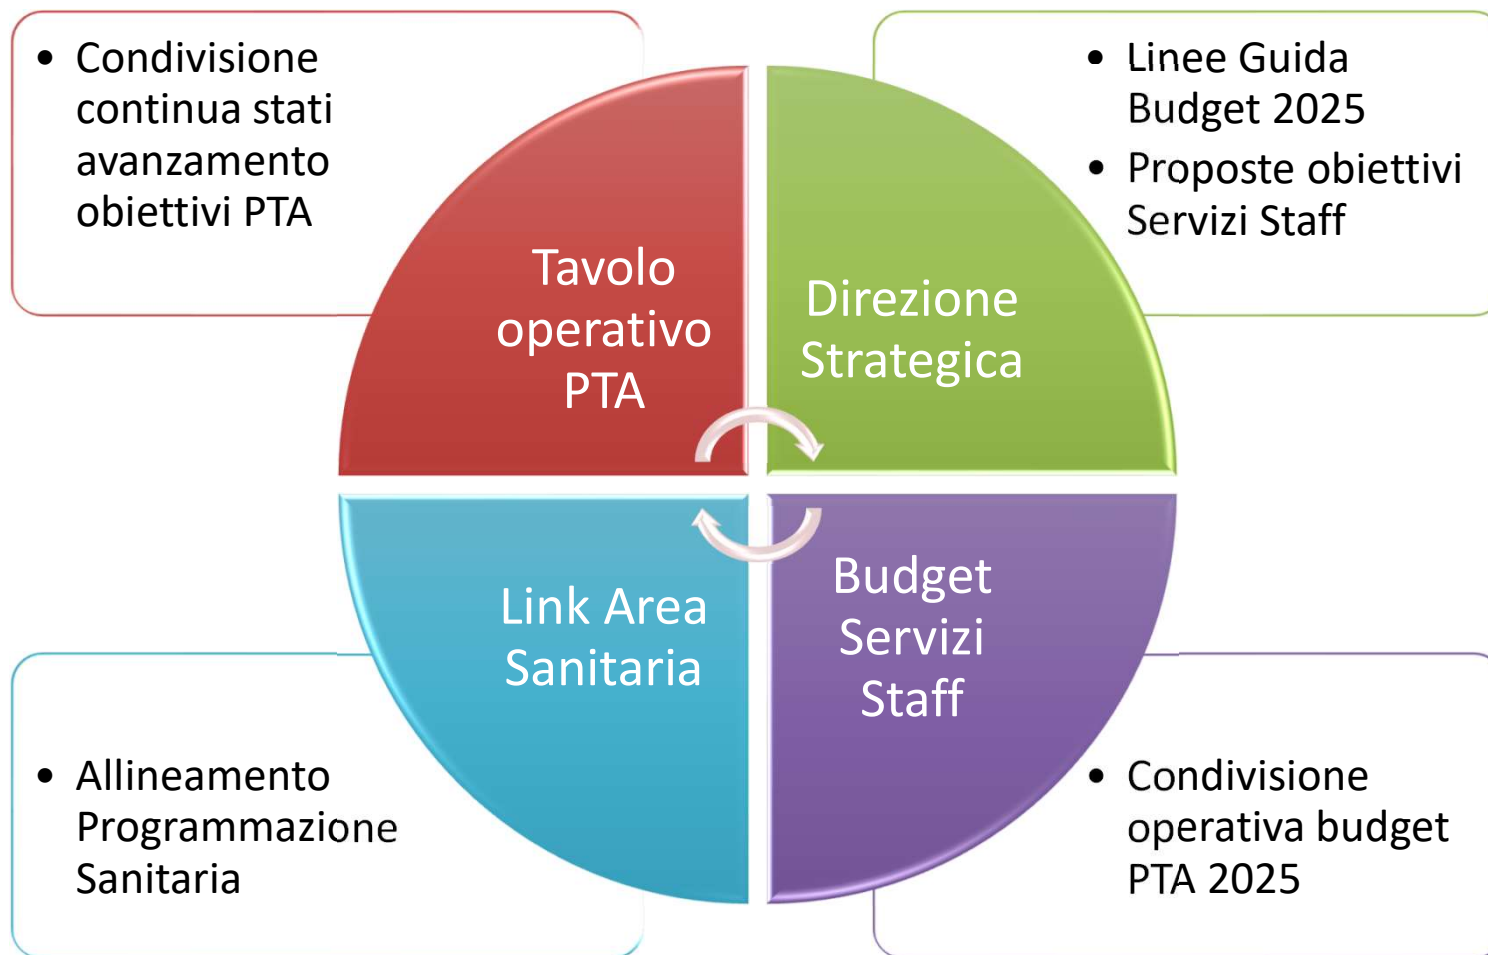 • Condivisione
continua stati
avanzamento
obiettivi PTA
Tavolo
operativo
PTA
• Linee Guida
Budget 2025
• Proposte obiettivi
Servizi Staff
Direzione
Strategica
Link Area
Sanitaria
• Allineamento
Programmazione
Sanitaria
Budget
Servizi
Staff
• Condivisione
operativa budget
PTA 2025